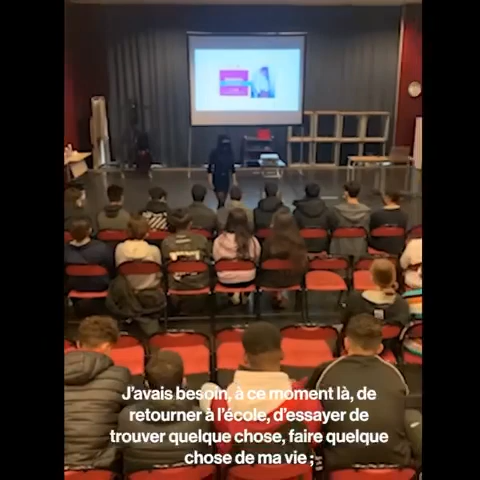 J'avais besoin, à ce moment là, de
retourner à l'école, d'essayer de
trouver quelque chose, faire quelque
chose de ma vie ;